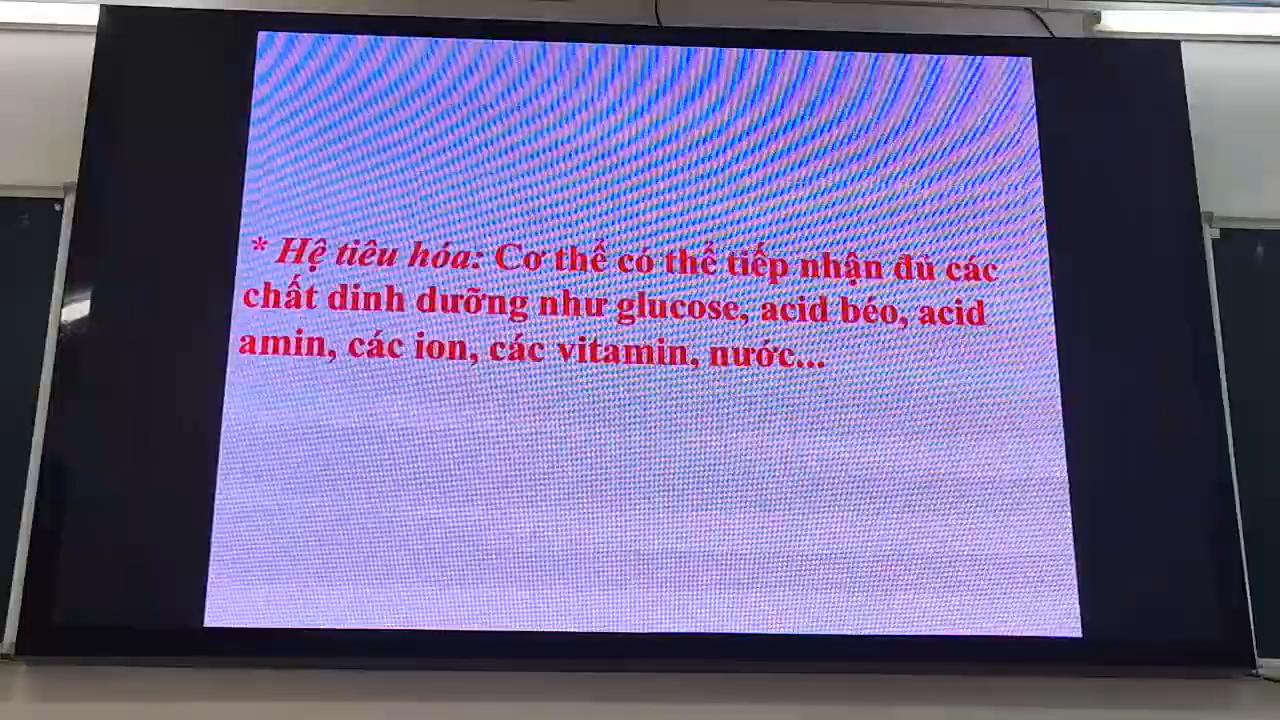 * Hệ tiêu hóa: Cơ thể có thể tiếp nhận đủ các
chất dinh dưỡng như glucose, acid béo, acid
amin, các ion, các vitamin, nước...